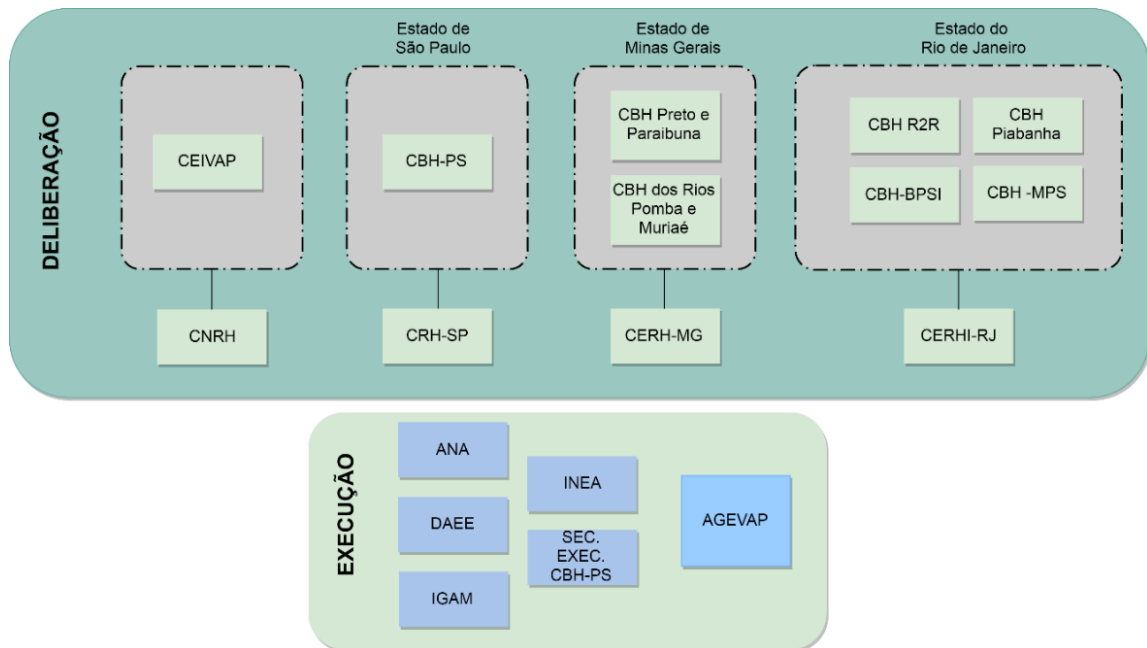 DELIBERAÇÃO
Estado de
São Paulo
Estado de
Minas Gerais
Estado do
Rio de Janeiro
CEIVAP
CBH-PS
CBH Preto e
Paraibuna
CBH dos Rios
Pomba e
Muriaé
CBH R2R
CBH
Piabanha
CBH-BPSI
CBH -MPS
CNRH
CRH-SP
CERH-MG
CERHI-RJ
EXECUÇÃO
ANA
DAEE
IGAM
INEA
SEC.
EXEC.
CBH-PS
AGEVAP